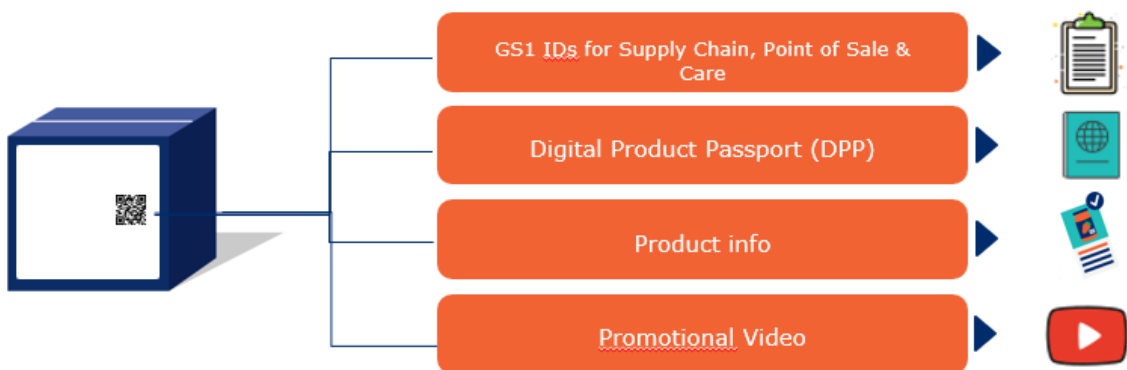 GS1 IDs for Supply Chain, Point of Sale &
Care
Digital Product Passport (DPP)
Product info
Promotional Video